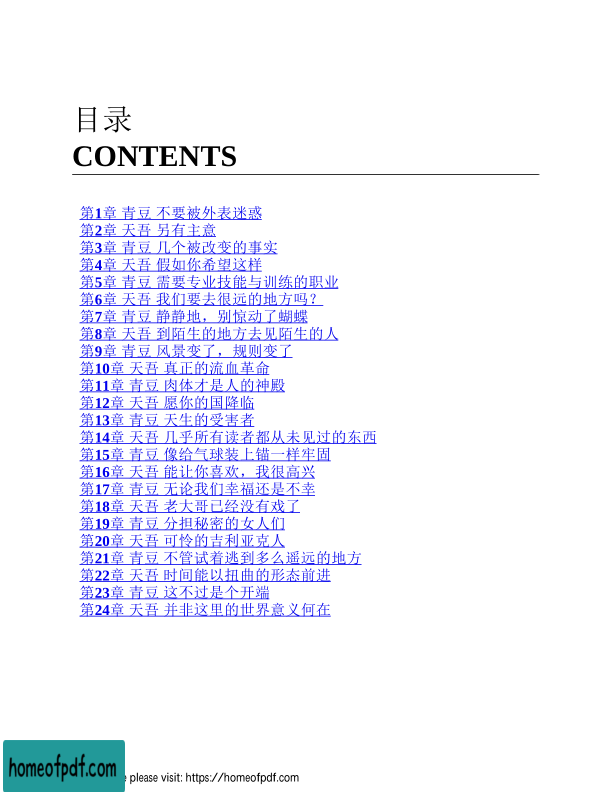 目录
CONTENTS
第1章 青豆 不要被外表迷惑
第2章 天吾 另有主意
第3章 青豆 几个被改变的事实
第4章 天吾 假如你希望这样
第5章 青豆 需要专业技能与训练的职业
第6章 天吾 我们要去很远的地方吗？
第7章 青豆 静静地，别惊动了蝴蝶
第8章 天吾 到陌生的地方去见陌生的人
第9章 青豆 风景变了，规则变了
第10章 天吾 真正的流血革命
第11章 青豆 肉体才是人的神殿
第12章 天吾 愿你的国降临
第13章 青豆 天生的受害者
第14章 天吾 几乎所有读者都从未见过的东西
第15章 青豆 像给气球装上锚一样牢固
第16章 天吾 能让你喜欢，我很高兴
第17章 青豆 无论我们幸福还是不幸
第18章 天吾 老大哥已经没有戏了
第19章 青豆 分担秘密的女人们
第20章 天吾 可怜的吉利亚克人
第21章 青豆 不管试着逃到多么遥远的地方
第22章 天吾 时间能以扭曲的形态前进
第23章 青豆 这不过是个开端
第24章 天吾 并非这里的世界意义何在
homeofpdf.com
please visit: https://homeofpdf.com